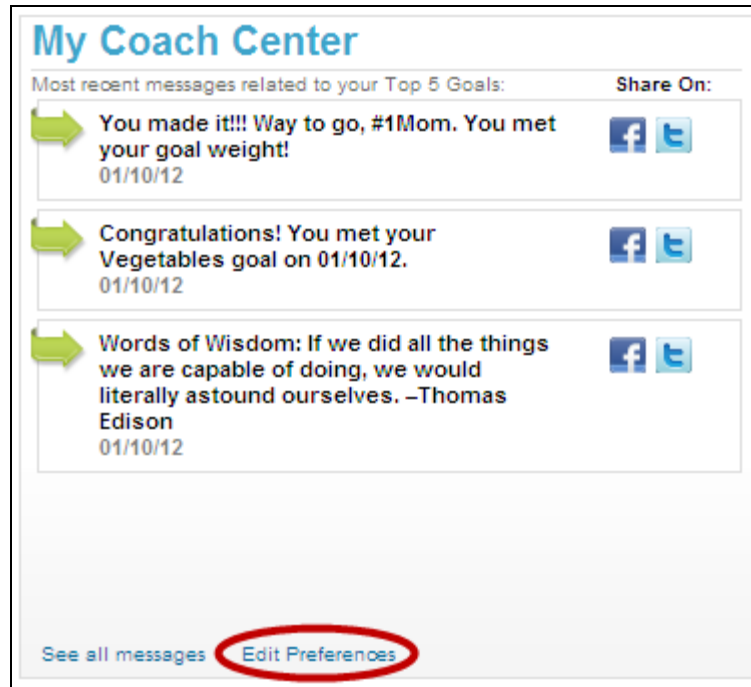 My Coach Center
Most recent messages related to your Top 5 Goals: Share On:
You made it!!! Way to go, #1Mom. You met
your goal weight!
01/10/12
Congratulations! You met your
Vegetables goal on 01/10/12.
01/10/12
Words of Wisdom: If we did all the things
we are capable of doing, we would
literally astound ourselves. –Thomas
Edison
01/10/12
See all messages Edit Preferences